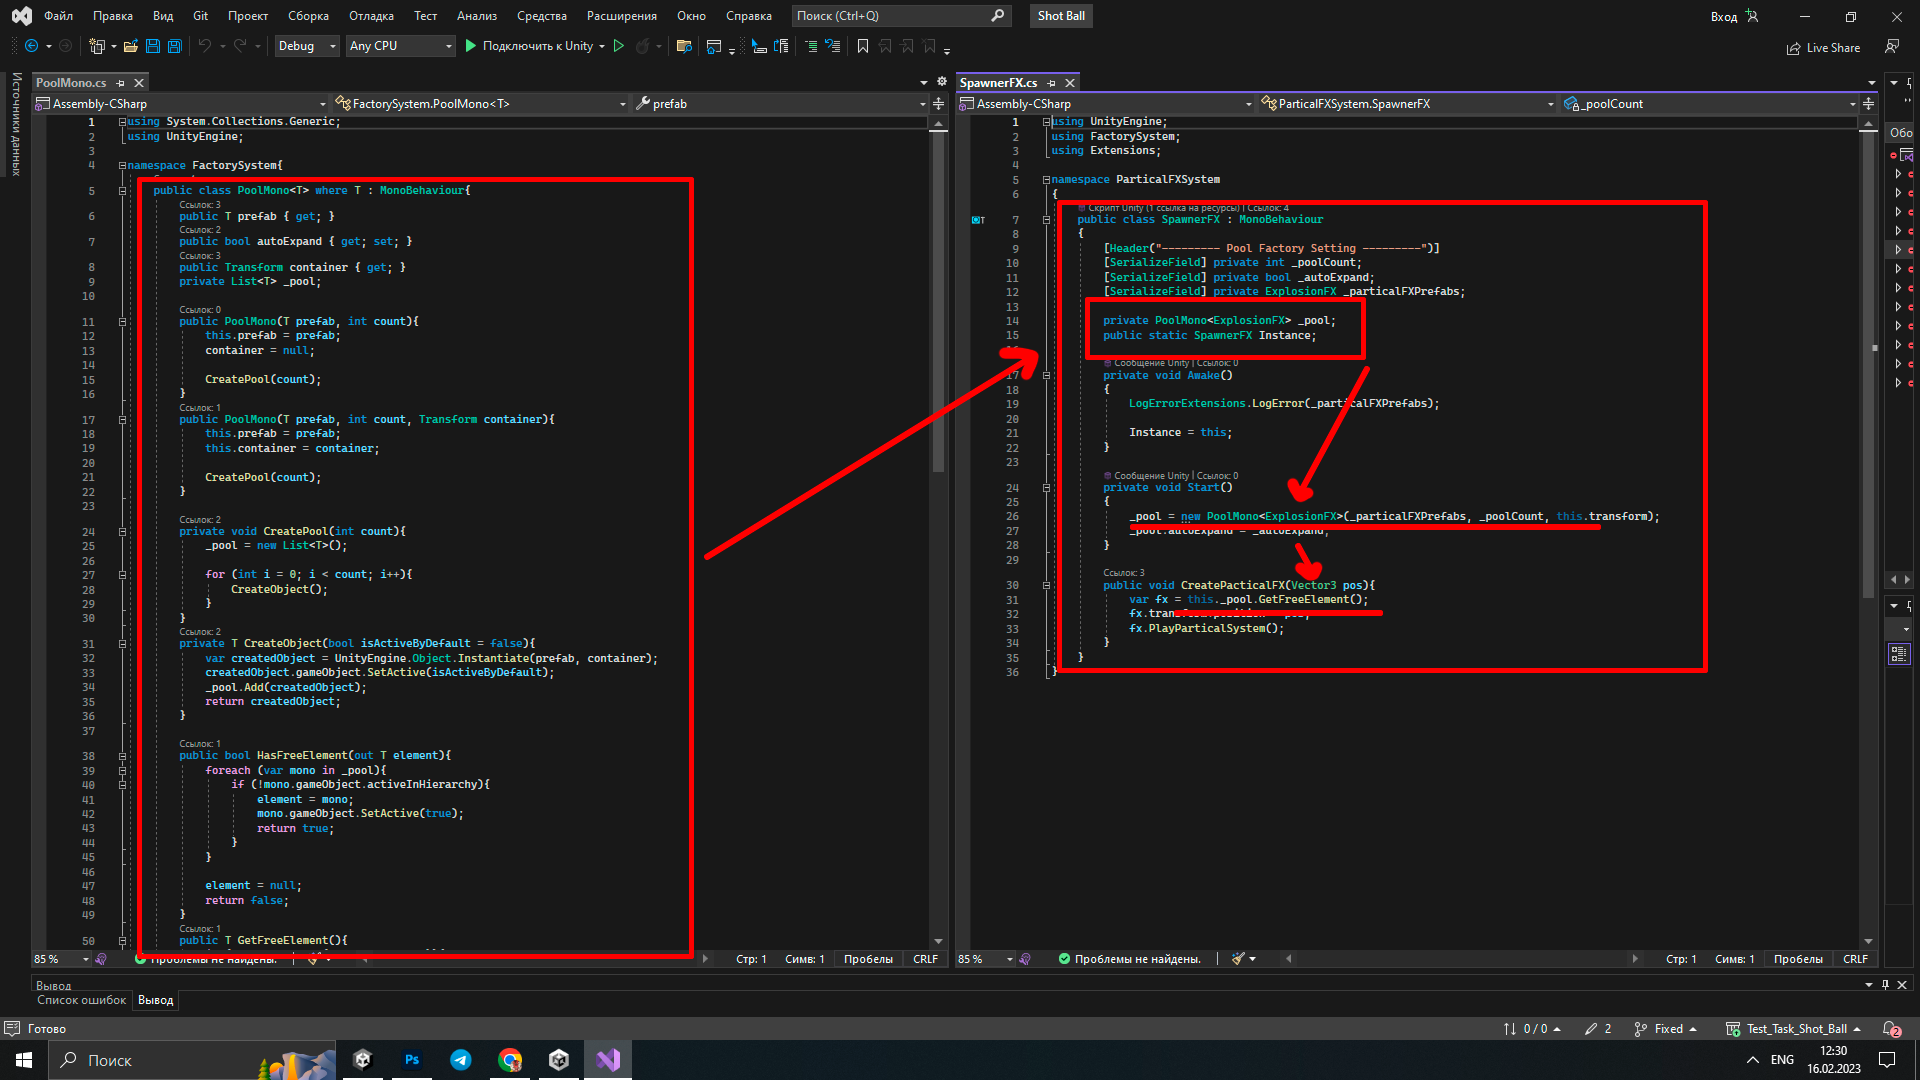 Файл Правка Вид Git Проект Сборка Отладка Тест Анализ Средства Расширения Окно Справка Поиск (Ctrl+Q) Shot Ball Вход
Debug Any CPU Подключить к Unity Live Share
Источники данных
PoolMono.cs
Assembly-CSharp FactorySystem.PoolMono<T> prefab
1 using System.Collections.Generic;
2 using UnityEngine;
3
4 namespace FactorySystem{
5 public class PoolMono<T> where T : MonoBehaviour{
Ссылок: 3
6 public T prefab { get; }
Ссылок: 2
7 public bool autoExpand { get; set; }
Ссылок: 3
8 public Transform container { get; }
9 private List<T> _pool;
10
Ссылок: 0
11 public PoolMono(T prefab, int count){
12 this.prefab = prefab;
13 container = null;
14
15 CreatePool(count);
16 }
Ссылок: 1
17 public PoolMono(T prefab, int count, Transform container){
18 this.prefab = prefab;
19 this.container = container;
20
21 CreatePool(count);
22 }
23
Ссылок: 2
24 private void CreatePool(int count){
25 _pool = new List<T>();
26
27 for (int i = 0; i < count; i++){
28 CreateObject();
29 }
30 }
Ссылок: 2
31 private T CreateObject(bool isActiveByDefault = false){
32 var createdObject = UnityEngine.Object.Instantiate(prefab, container);
33 createdObject.gameObject.SetActive(isActiveByDefault);
34 _pool.Add(createdObject);
35 return createdObject;
36 }
37
Ссылок: 1
38 public bool HasFreeElement(out T element){
39 foreach (var mono in _pool){
40 if (!mono.gameObject.activeInHierarchy){
41 element = mono;
42 mono.gameObject.SetActive(true);
43 return true;
44 }
45 }
46
47 element = null;
48 return false;
49 }
Ссылок: 1
50 public T GetFreeElement(){
85 % Проблемы не найдены. Стр: 1 Симв: 1 Пробелы CRLF
SpawnerFX.cs
Assembly-CSharp ParticalFXSystem.SpawnerFX _poolCount
1 using UnityEngine;
2 using FactorySystem;
3 using Extensions;
4
5 namespace ParticalFXSystem
6 {
Скрипт Unity (1 ссылка на ресурсы) | Ссылок: 4
7 public class SpawnerFX : MonoBehaviour
8 {
9 [Header("--------- Pool Factory Setting ---------")]
10 [SerializeField] private int _poolCount;
11 [SerializeField] private bool _autoExpand;
12 [SerializeField] private ExplosionFX _particalFXPrefabs;
13
14 private PoolMono<ExplosionFX> _pool;
15 public static SpawnerFX Instance;
Сообщение Unity | Ссылок: 0
17 private void Awake()
18 {
19 LogErrorExtensions.LogError(_particalFXPrefabs);
20
21 Instance = this;
22 }
23
Сообщение Unity | Ссылок: 0
24 private void Start()
25 {
26 _pool = new PoolMono<ExplosionFX>(_particalFXPrefabs, _poolCount, this.transform);
27 _pool.autoExpand = _autoExpand;
28 }
29
Ссылок: 3
30 public void CreatePacticalFX(Vector3 pos){
31 var fx = this._pool.GetFreeElement();
32 fx.transform.position = pos;
33 fx.PlayParticalSystem();
34 }
35 }
36 }
85 % Проблемы не найдены. Стр: 1 Симв: 1 Пробелы CRLF
Обо
Вывод
Список ошибок Вывод
Готово 0 / 0 2 Fixed Test_Task_Shot_Ball 2
Поиск Ps ENG 12:30
16.02.2023